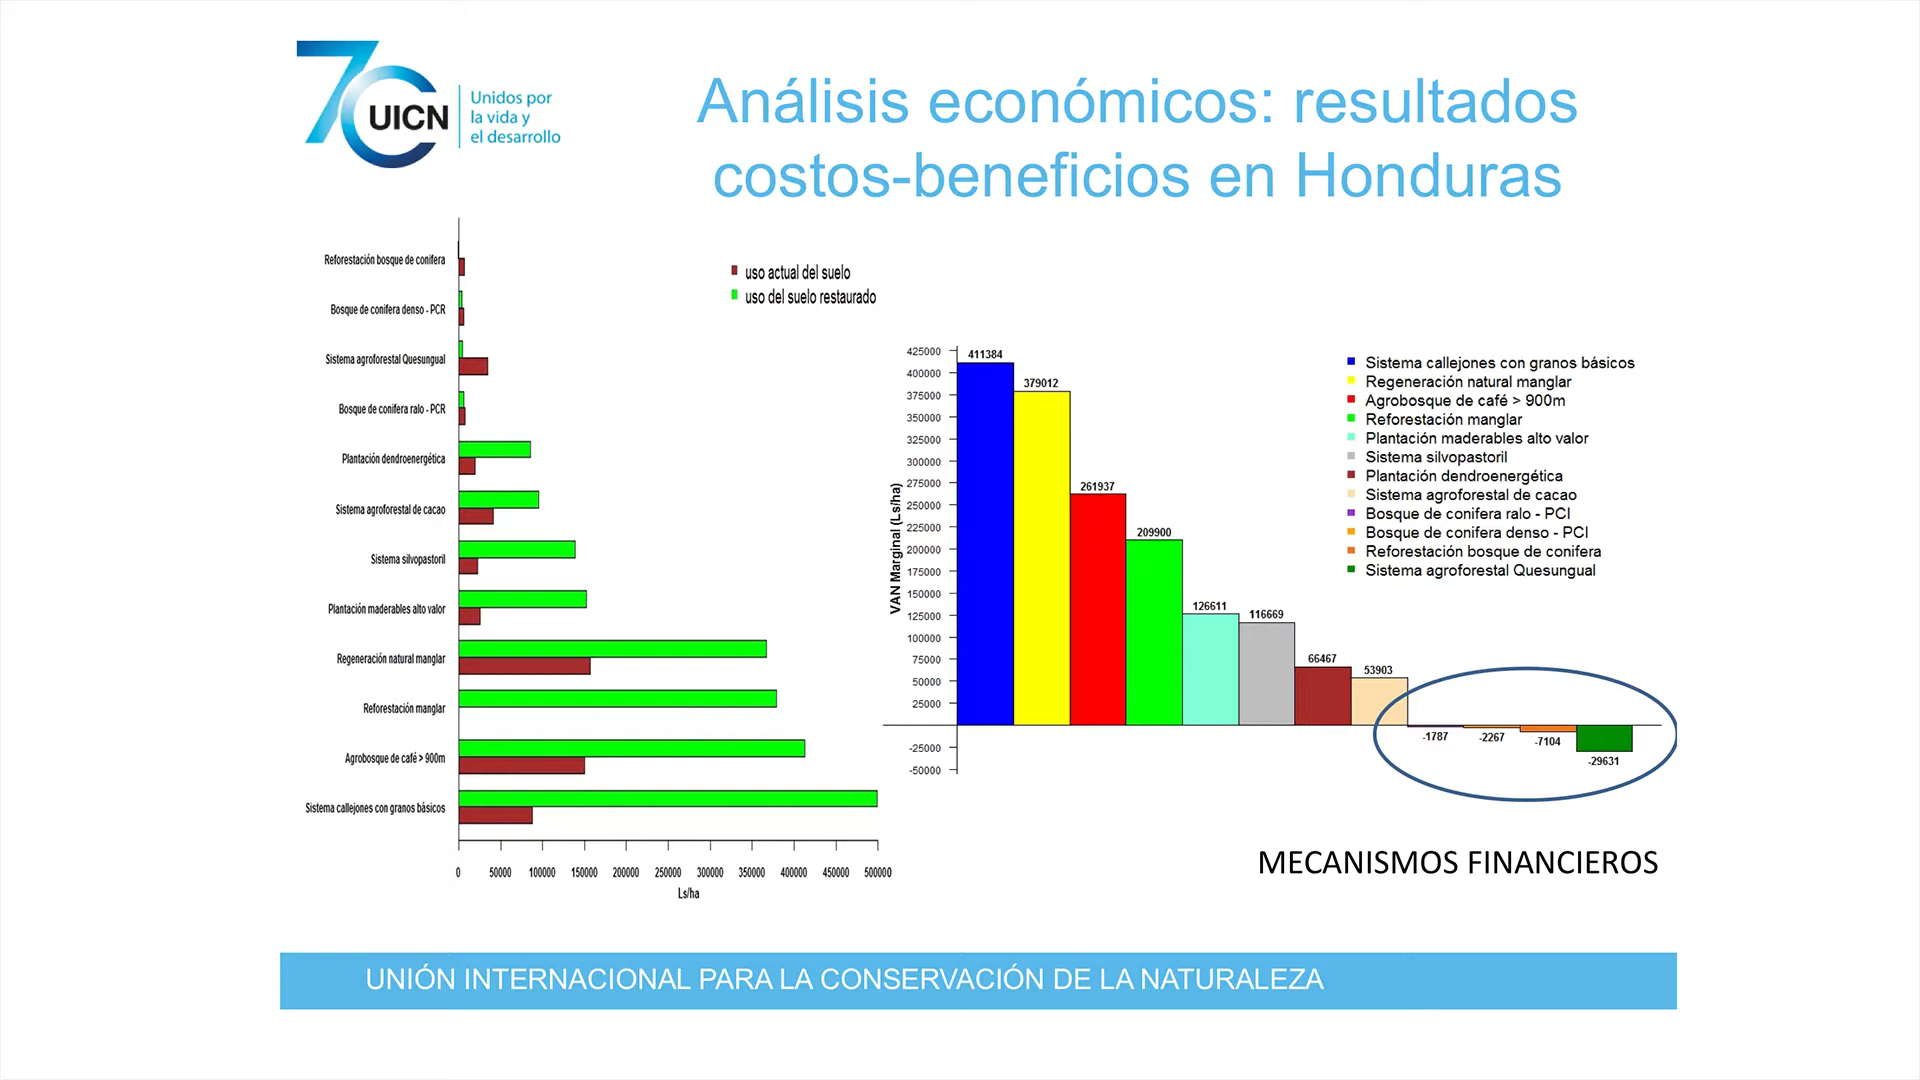 70 UICN
Unidos por
la vida y
el desarrollo
Análisis económicos: resultados
costos-beneficios en Honduras
Reforestación bosque de conifera
Bosque de conifera denso - PCR
Sistema agroforestal Quesungual
Bosque de conifera ralo - PCR
Plantación dendroenergética
Sistema agroforestal de cacao
Sistema silvopastoril
Plantación maderables alto valor
Regeneración natural manglar
Reforestación manglar
Agrobosque de café > 900m
Sistema callejones con granos básicos
uso actual del suelo
uso del suelo restaurado
0 50000 100000 150000 200000 250000 300000 350000 400000 450000 500000
Ls/ha
VAN Marginal (Ls/ha)
425000
400000
375000
350000
325000
300000
275000
250000
225000
200000
175000
150000
125000
100000
75000
50000
25000
-25000
-50000
411384
379012
261937
209900
126611
116669
66467
53903
-1787
-2267
-7104
-29631
Sistema callejones con granos básicos
Regeneración natural manglar
Agrobosque de café > 900m
Reforestación manglar
Plantación maderables alto valor
Sistema silvopastoril
Plantación dendroenergética
Sistema agroforestal de cacao
Bosque de conifera ralo - PCI
Bosque de conifera denso - PCI
Reforestación bosque de conifera
Sistema agroforestal Quesungual
MECANISMOS FINANCIEROS
UNIÓN INTERNACIONAL PARA LA CONSERVACIÓN DE LA NATURALEZA